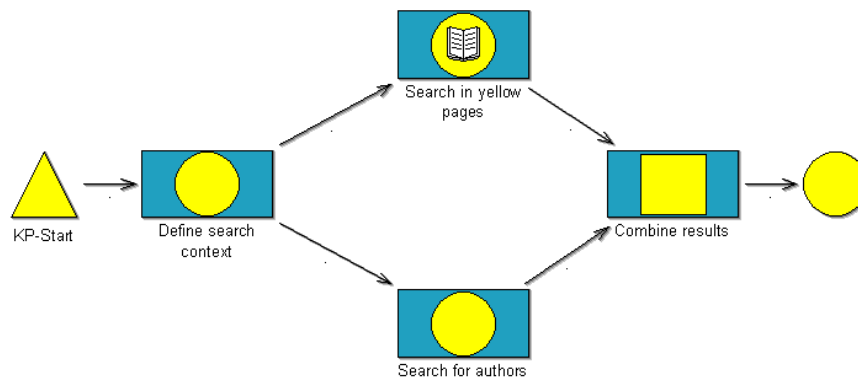 Search in yellow
pages
KP-Start
Define search
context
Combine results
Search for authors